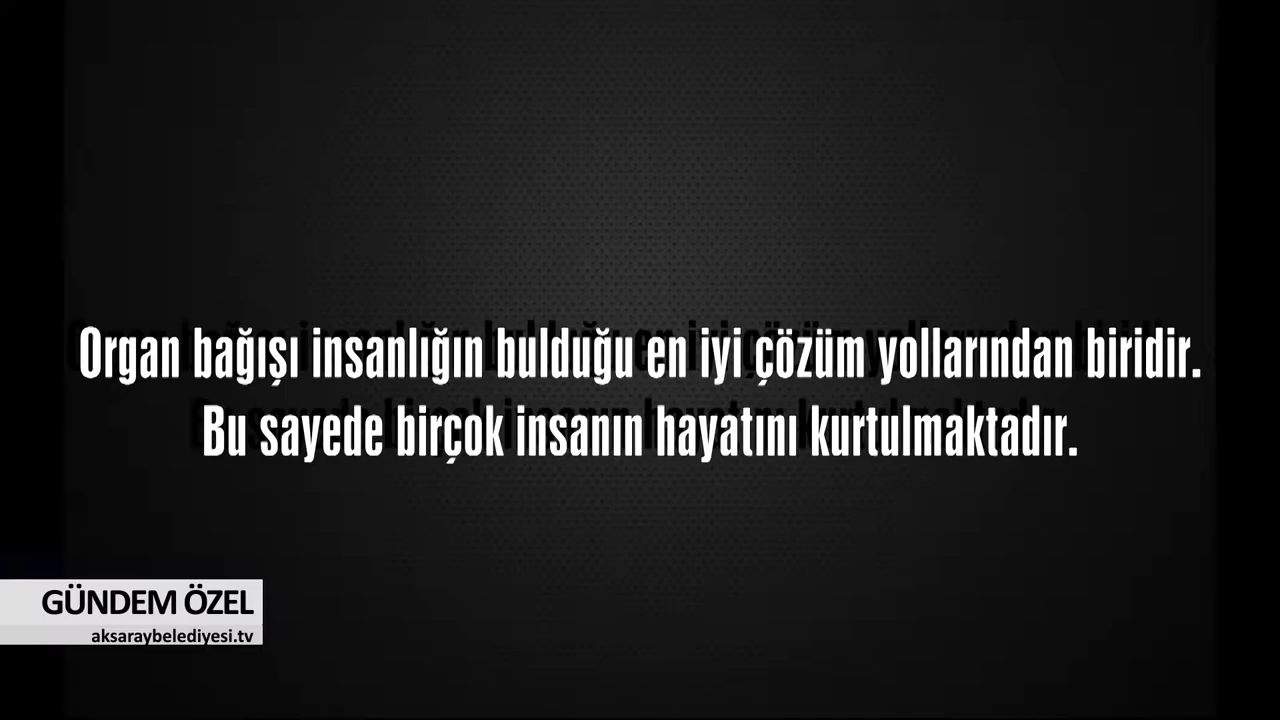 Organ bağışı insanlığın bulduğu en iyi çözüm yollarından biridir.
Bu sayede birçok insanın hayatını kurtulmaktadır.
GÜNDEM ÖZEL
aksaraybelediyesi.tv